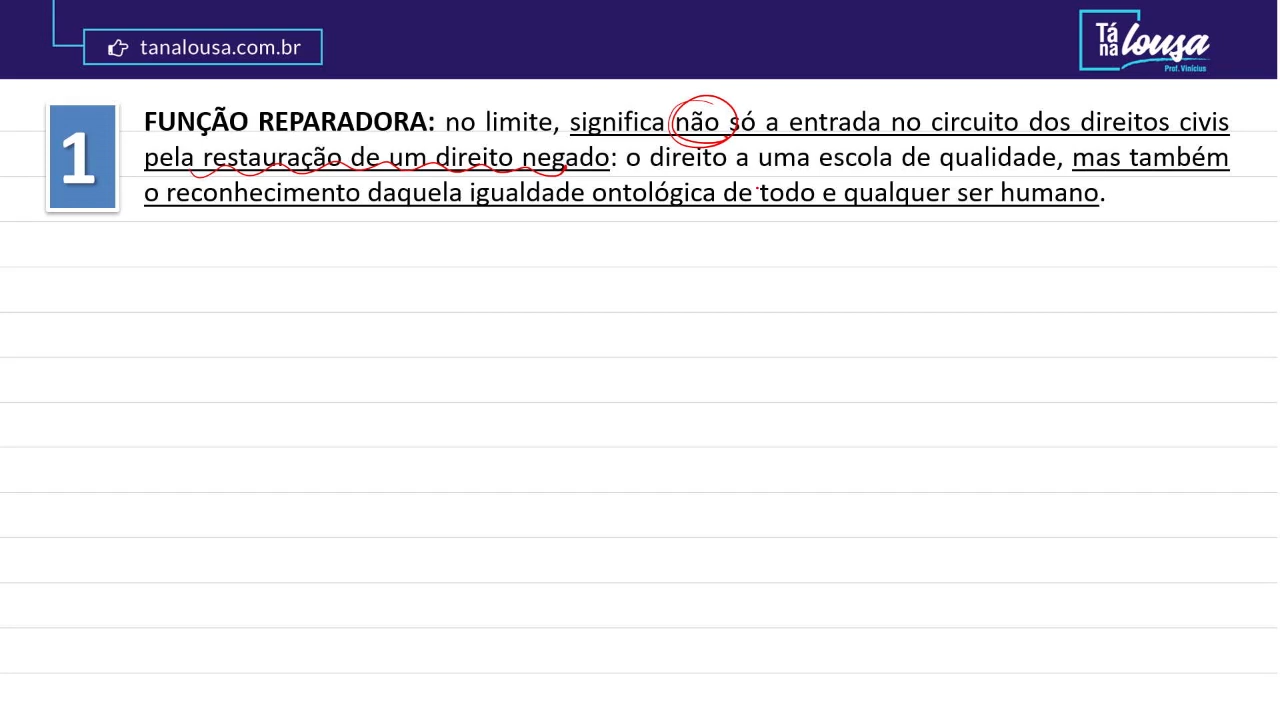 tanalousa.com.br
Tá
na lousa
Prof. Vinícius
1
FUNÇÃO REPARADORA: no limite, significa não só a entrada no circuito dos direitos civis
pela restauração de um direito negado: o direito a uma escola de qualidade, mas também
o reconhecimento daquela igualdade ontológica de todo e qualquer ser humano.